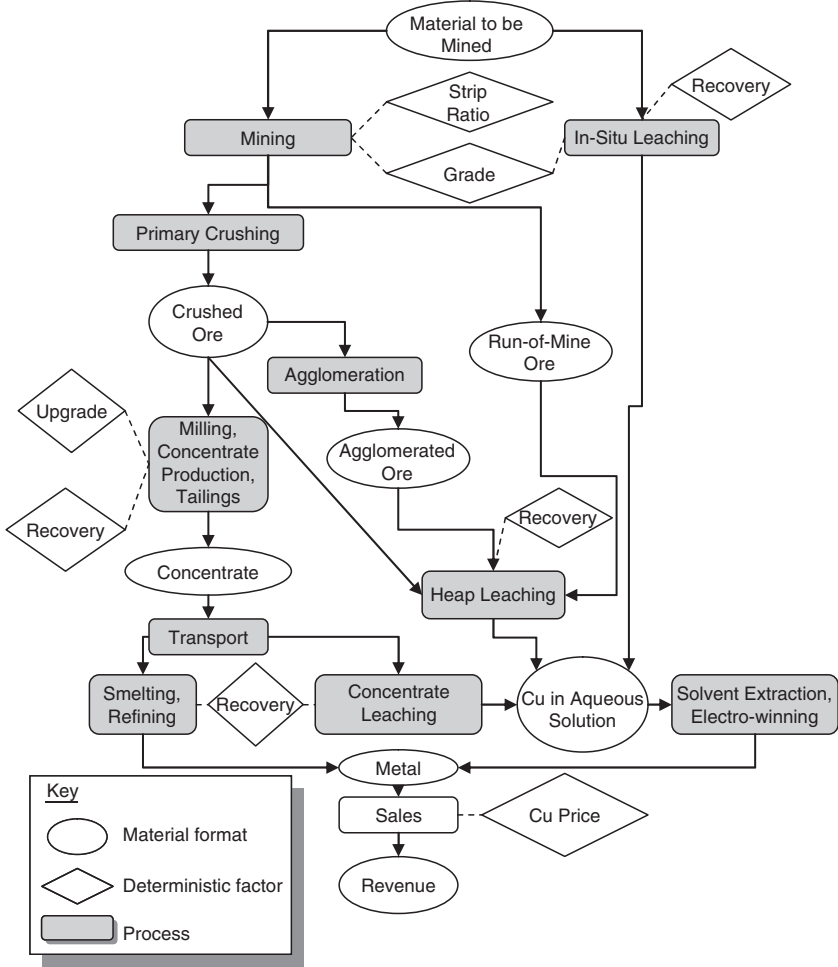 Material to be
Mined
Strip
Ratio
Recovery
Mining
In-Situ Leaching
Grade
Primary Crushing
Crushed
Ore
Run-of-Mine
Ore
Agglomeration
Upgrade
Milling,
Concentrate
Production,
Tailings
Agglomerated
Ore
Recovery
Recovery
Concentrate
Heap Leaching
Transport
Smelting,
Refining
Recovery
Concentrate
Leaching
Cu in Aqueous
Solution
Solvent Extraction,
Electro-winning
Metal
Sales
Cu Price
Revenue
Key
Material format
Deterministic factor
Process